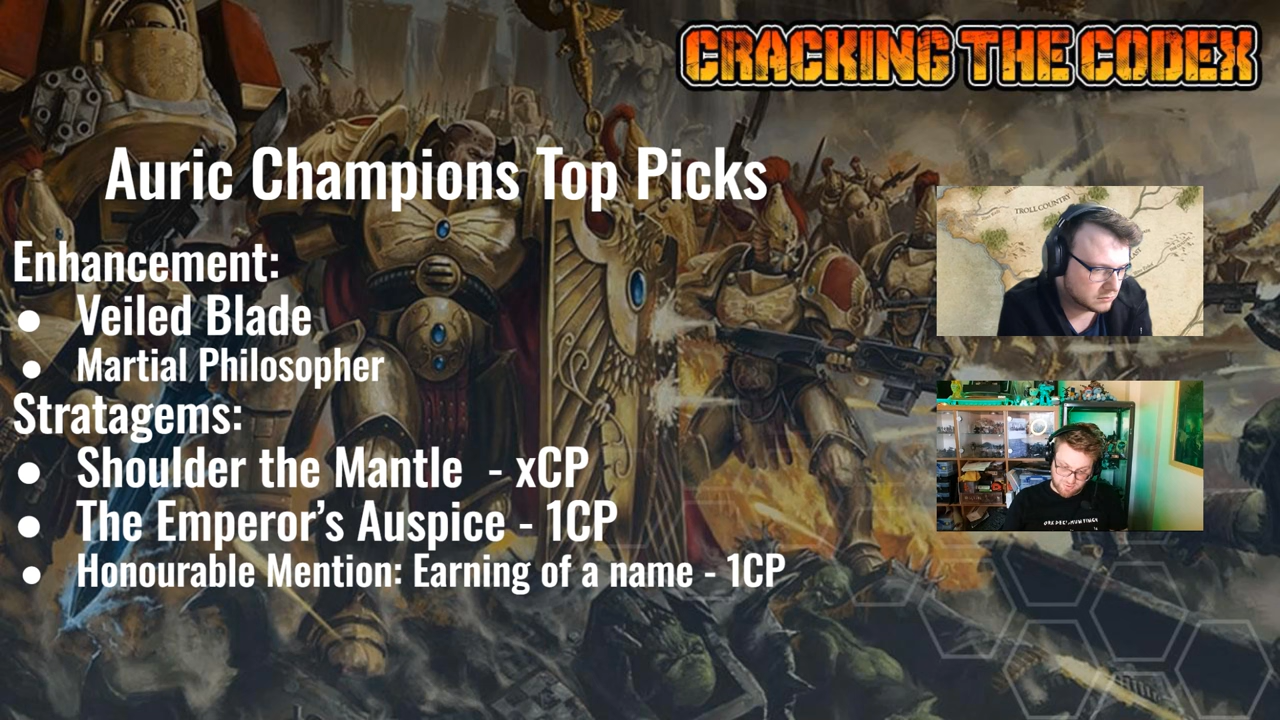 CRACKING THE CODEX
Auric Champions Top Picks
Enhancement:
● Veiled Blade
● Martial Philosopher
Stratagems:
● Shoulder the Mantle - xCP
● The Emperor’s Auspice - 1CP
● Honourable Mention: Earning of a name - 1CP
TROLL COUNTRY